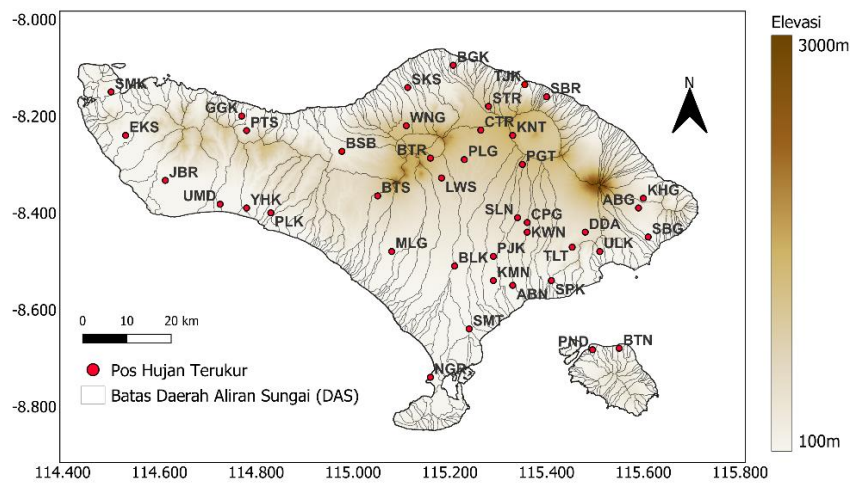 -8.000
-8.200
-8.400
-8.600
-8.800
114.400
114.600
114.800
115.000
115.200
115.400
115.600
115.800
BGK
SKS
TJK
SBR
STR
SMK
GGK
PTS
EKS
WNG
CTR
KNT
BSB
BTR
PLG
PGT
JBR
UMD
YHK
PLK
BTS
LWS
KHG
ABG
SLN
CPG
KWN
DDA
SBG
MLG
BLK
PJK
TLT
ULK
KMN
ABN
SPK
SMT
PND
BTN
NGR
0 10 20 km
Pos Hujan Terukur
Batas Daerah Aliran Sungai (DAS)
N
Elevasi
3000m
100m